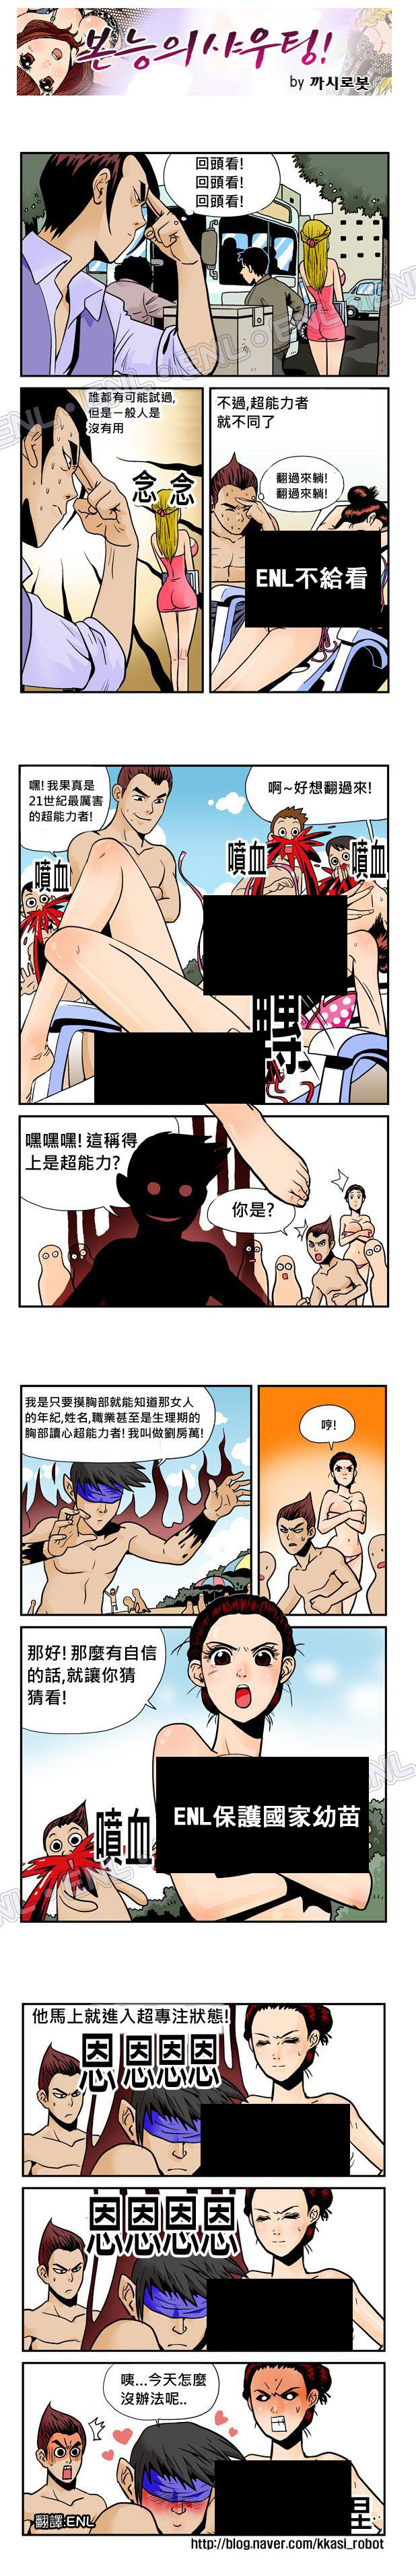 본능의 샤우팅!
by 까시로봇
回頭看!
回頭看!
回頭看!
誰都有可能試過,
但是一般人是
沒有用
念 念
不過,超能力者
就不同了
翻過來躺!
翻過來躺!
ENL不給看
嘿! 我果真是
21世紀最厲害
的超能力者!
啊~好想翻過來!
噴血
噴血
噴血
嘿嘿嘿! 這稱得
上是超能力?
你是?
我是只要摸胸部就能知道那女人
的年紀,姓名,職業甚至是生理期的
胸部讀心超能力者! 我叫做劉房萬!
哼!
那好! 那麼有自信
的話,就讓你猜
猜看!
噴血
ENL保護國家幼苗
他馬上就進入超專注狀態!
恩恩恩恩
恩恩恩恩
咦...今天怎麼
沒辦法呢..
翻譯:ENL
http://blog.naver.com/kkasi_robot